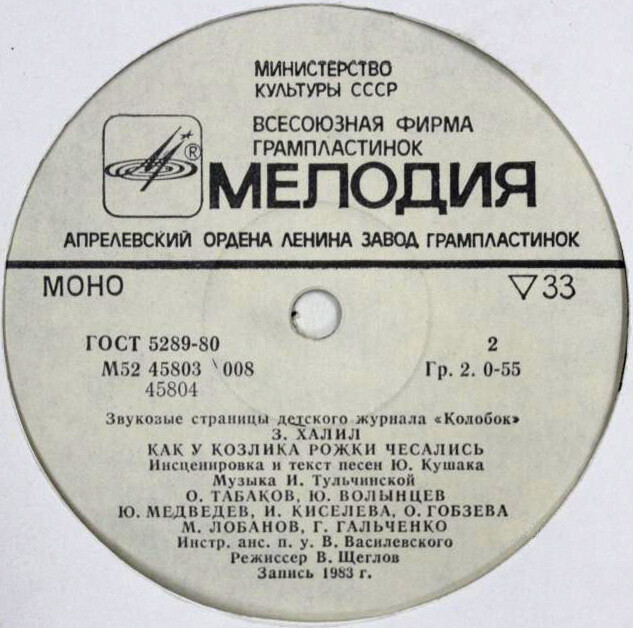 МИНИСТЕРСТВО
КУЛЬТУРЫ СССР
ВСЕСОЮЗНАЯ ФИРМА
ГРАМПЛАСТИНОК
®
МЕЛОДИЯ
АПРЕЛЕВСКИЙ ОРДЕНА ЛЕНИНА ЗАВОД ГРАМПЛАСТИНОК
МОНО ▽33
ГОСТ 5289-80 2
М52 45803 008 Гр. 2. 0-55
45804
Звуковые страницы детского журнала «Колобок»
З. ХАЛИЛ
КАК У КОЗЛИКА РОЖКИ ЧЕСАЛИСЬ
Инсценировка и текст песен Ю. Кушака
Музыка И. Тульчинской
О. ТАБАКОВ, Ю. ВОЛЫНЦЕВ
Ю. МЕДВЕДЕВ, И. КИСЕЛЕВА, О. ГОБЗЕВА
М. ЛОБАНОВ, Г. ГАЛЬЧЕНКО
Инстр. анс. п. у. В. Василевского
Режиссер В. Щеглов
Запись 1983 г.